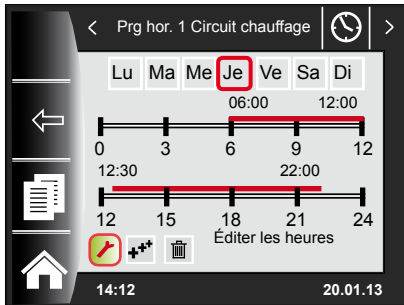 < Prg hor. 1 Circuit chauffage >
Lu Ma Me Je Ve Sa Di
06:00 12:00
0 3 6 9 12
12:30 22:00
12 15 18 21 24
Éditer les heures
14:12 20.01.13